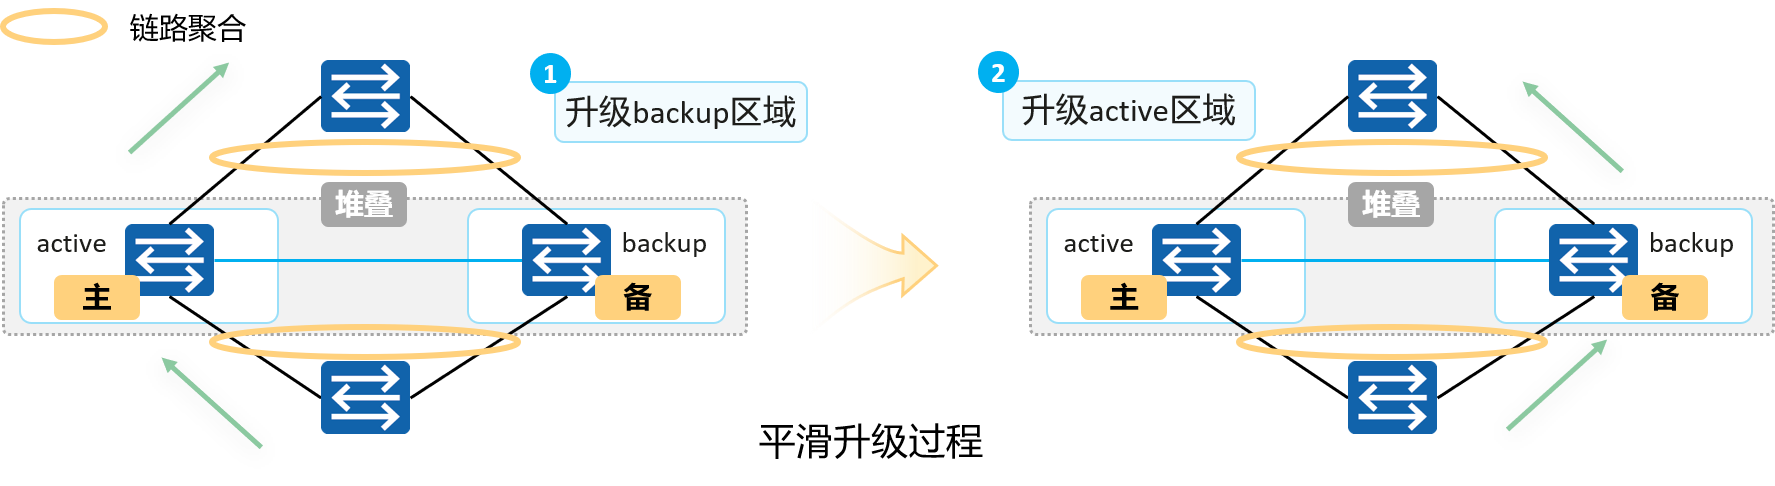 链路聚合
1
升级backup区域
堆叠
active
主
backup
备
2
升级active区域
堆叠
active
主
backup
备
平滑升级过程